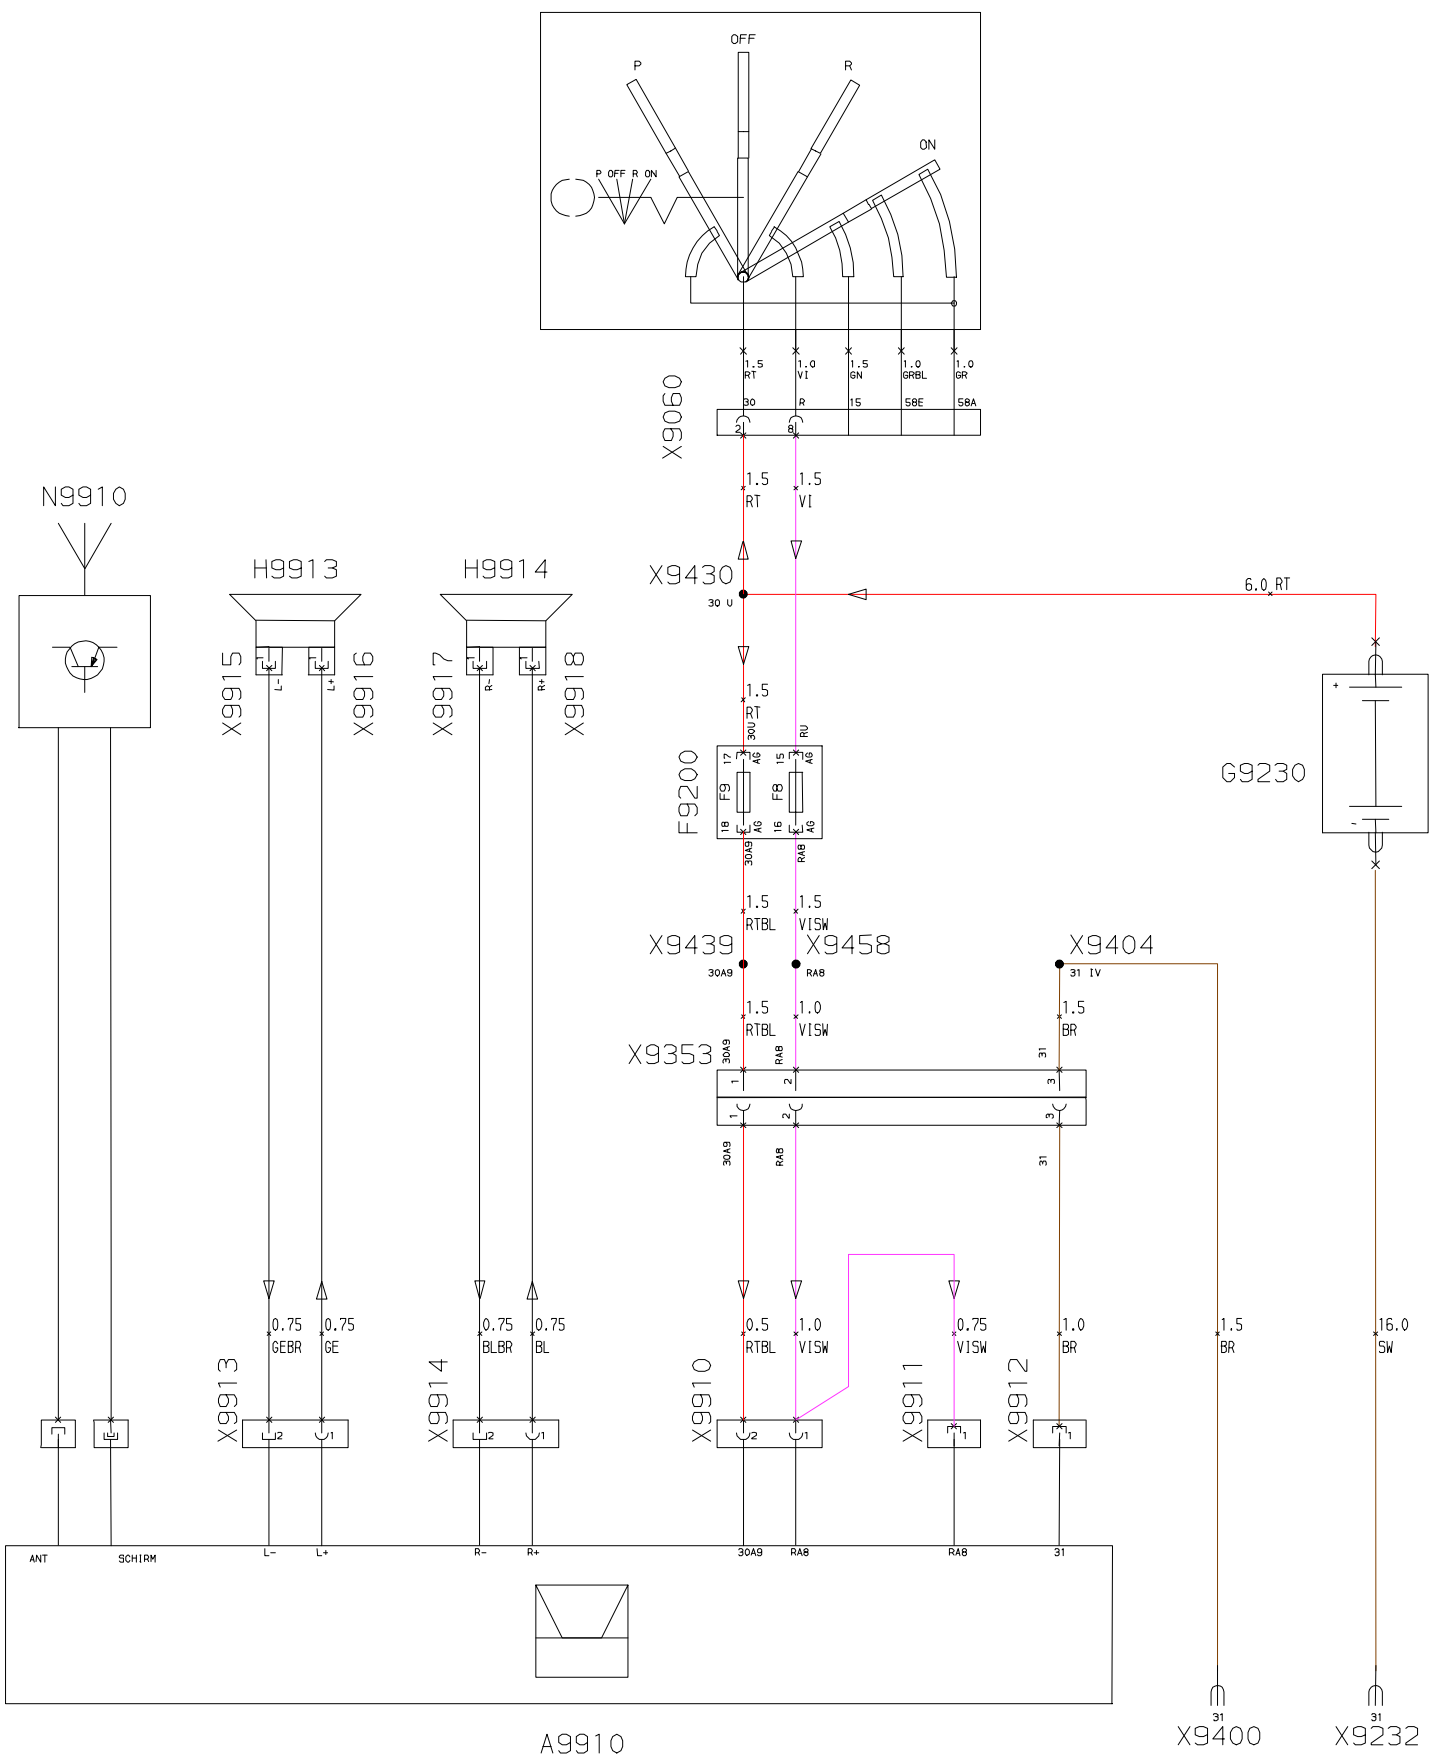 OFF
P
R
ON
P OFF R ON
1.5
RT
1.0
VI
1.5
GN
1.0
GRBL
1.0
GR
X9060
30
R
15
58E
58A
2
8
1.5
RT
1.5
VI
N9910
H9913
H9914
X9430
30 U
6.0 RT
X9915
1
L-
1
L+
X9916
X9917
1
R-
1
R+
X9918
1.5
RT
30U
RU
F9200
17
AG
15
AG
F9
F8
18
AG
16
AG
30A9
RA8
+
-
G9230
1.5
RTBL
1.5
VISW
X9439
30A9
X9458
RA8
X9404
31 IV
1.5
RTBL
1.0
VISW
1.5
BR
X9353
30A9
RA8
31
1
2
3
1
2
3
30A9
RA8
31
0.75
GEBR
0.75
GE
0.75
BLBR
0.75
BL
0.5
RTBL
1.0
VISW
0.75
VISW
1.0
BR
1.5
BR
16.0
SW
X9913
2
1
X9914
2
1
X9910
2
1
X9911
1
X9912
1
ANT
SCHIRM
L-
L+
R-
R+
30A9
RA8
RA8
31
A9910
31
X9400
31
X9232